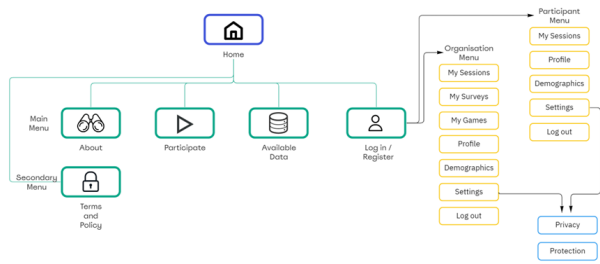 Home
Main
Menu
About
Participate
Available
Data
Log in /
Register
Secondary
Menu
Terms
and
Policy
Organisation
Menu
My Sessions
My Surveys
My Games
Profile
Demographics
Settings
Log out
Participant
Menu
My Sessions
Profile
Demographics
Settings
Log out
Privacy
Protection